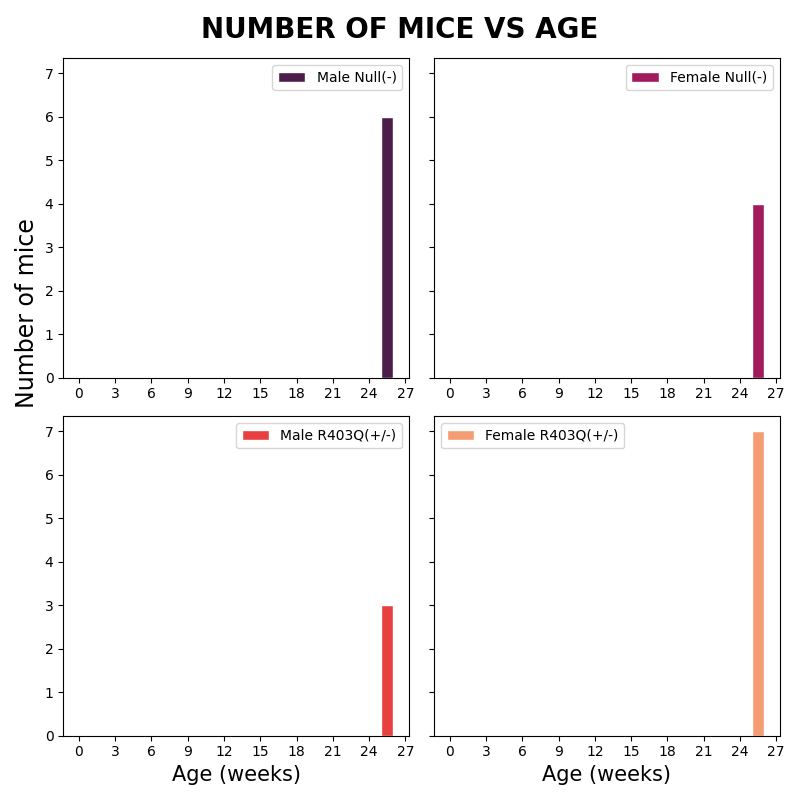 NUMBER OF MICE VS AGE
Number of mice
7
6
5
4
3
2
1
0
Male Null(-)
0 3 6 9 12 15 18 21 24 27
Female Null(-)
0 3 6 9 12 15 18 21 24 27
7
6
5
4
3
2
1
0
Male R403Q(+/-)
0 3 6 9 12 15 18 21 24 27
Age (weeks)
Female R403Q(+/-)
0 3 6 9 12 15 18 21 24 27
Age (weeks)